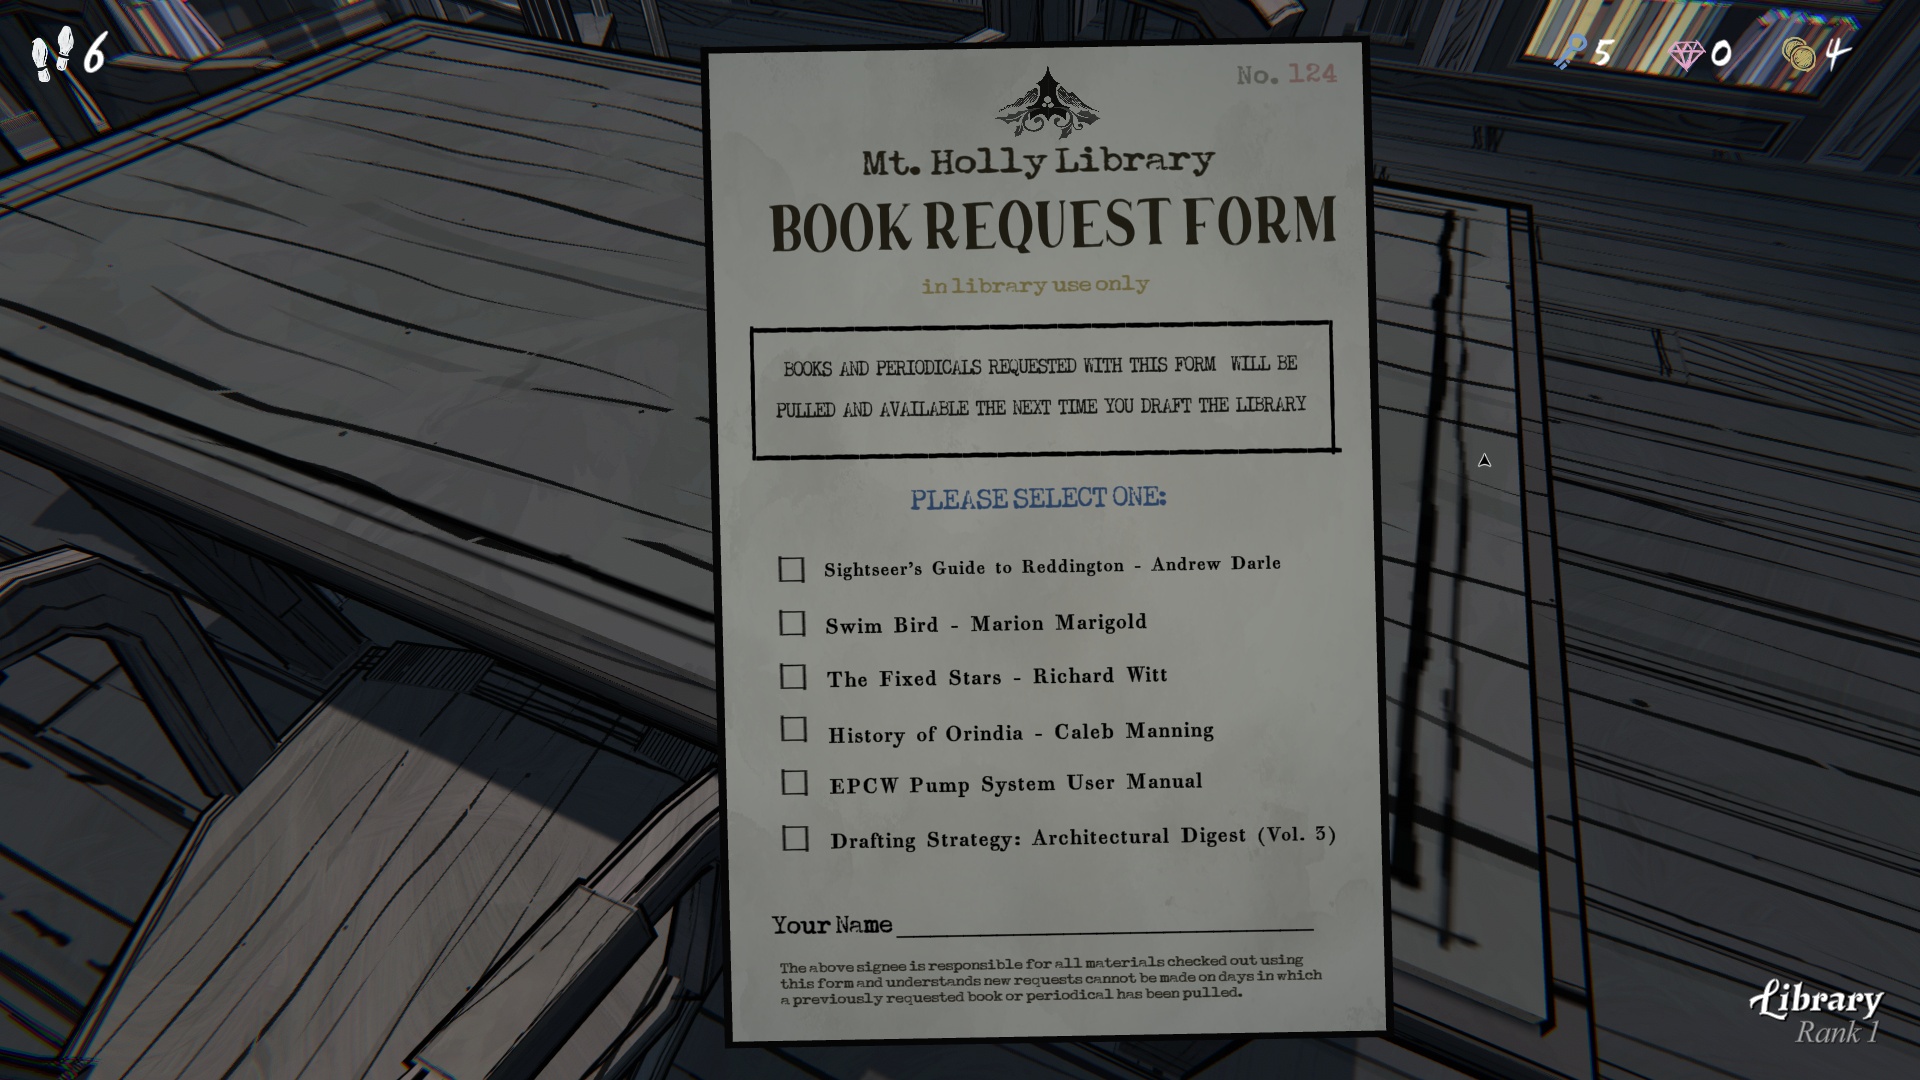 6
5
0
4
No. 124
Mt. Holly Library
BOOK REQUEST FORM
in library use only
BOOKS AND PERIODICALS REQUESTED WITH THIS FORM WILL BE
PULLED AND AVAILABLE THE NEXT TIME YOU DRAFT THE LIBRARY
PLEASE SELECT ONE:
Sightseer's Guide to Reddington - Andrew Darle
Swim Bird - Marion Marigold
The Fixed Stars - Richard Witt
History of Orindia - Caleb Manning
EPCW Pump System User Manual
Drafting Strategy: Architectural Digest (Vol. 3)
Your Name
The above signee is responsible for all materials checked out using
this form and understands new requests cannot be made on days in which
a previously requested book or periodical has been pulled.
Library
Rank 1